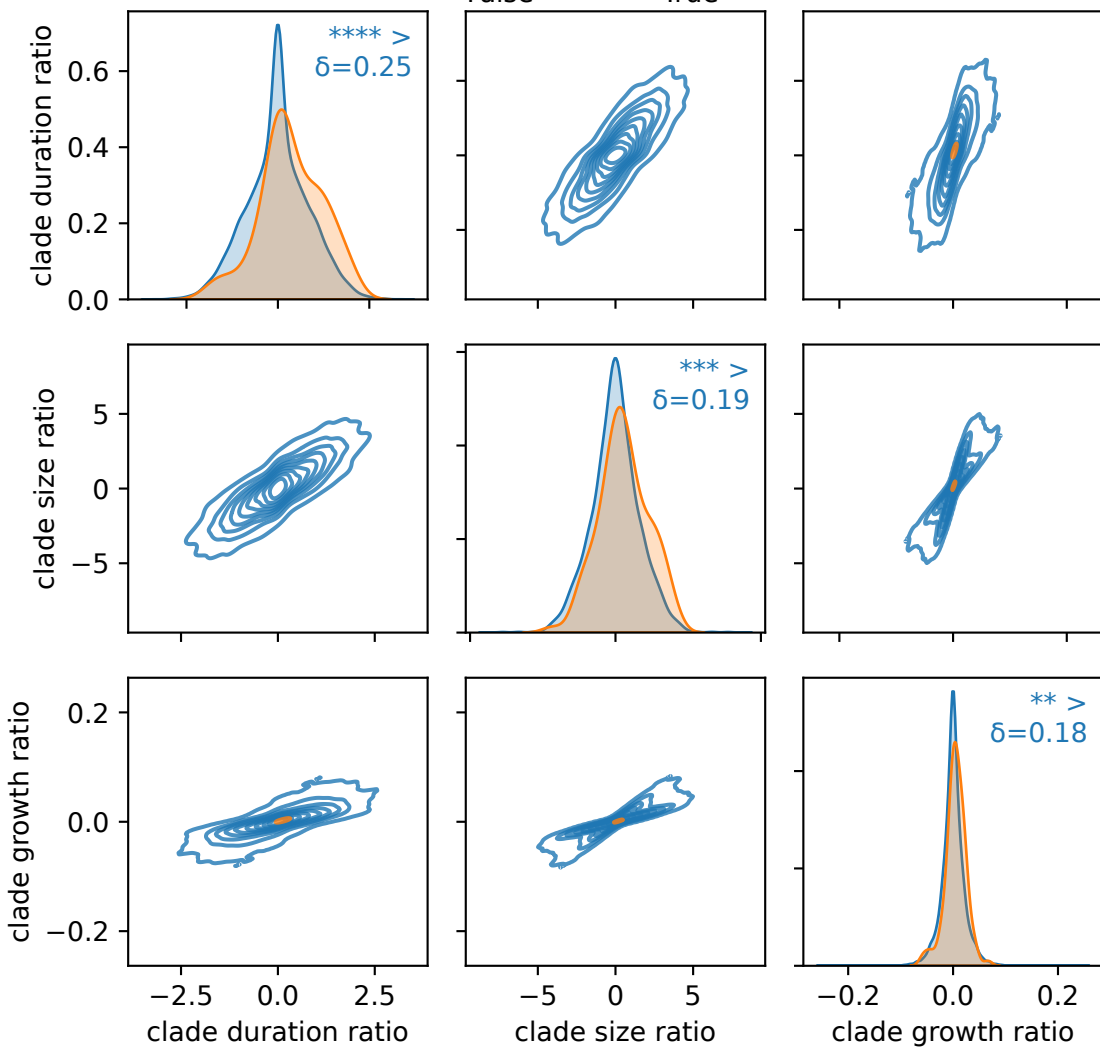 clade duration ratio
0.6
0.4
0.2
0.0
**** >
δ=0.25
clade size ratio
5
0
−5
*** >
δ=0.19
clade growth ratio
0.2
0.0
−0.2
** >
δ=0.18
−2.5 0.0 2.5
−5 0 5
−0.2 0.0 0.2
clade duration ratio
clade size ratio
clade growth ratio